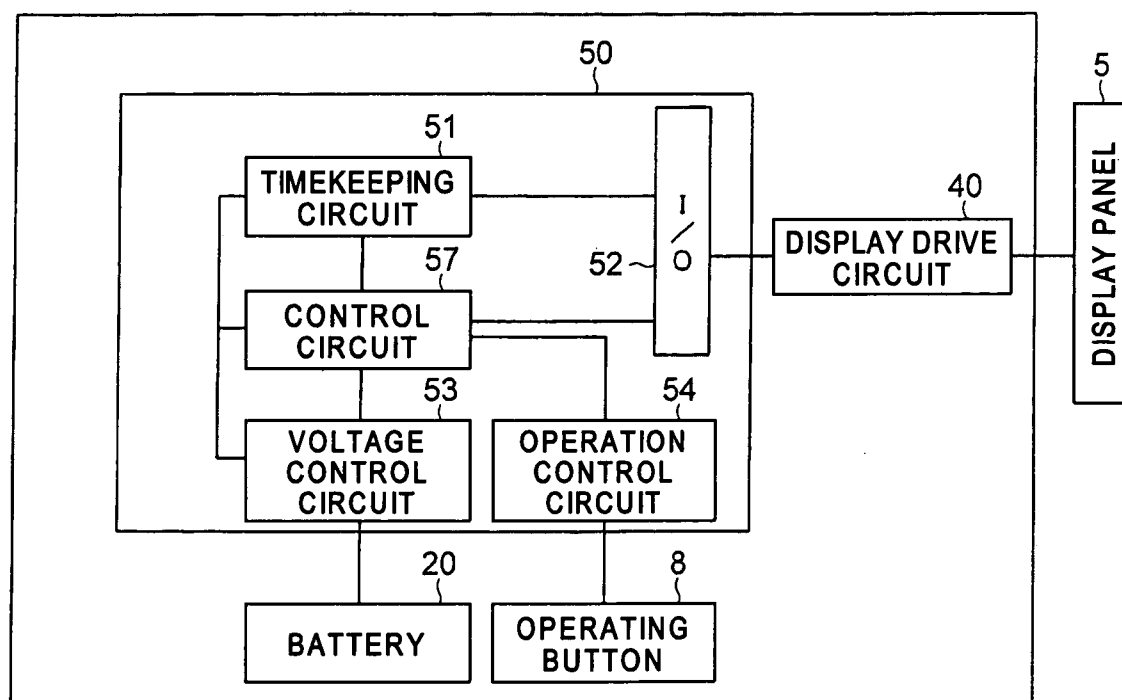 50
5
51
TIMEKEEPING
CIRCUIT
I/O
52
40
DISPLAY DRIVE
CIRCUIT
DISPLAY PANEL
57
CONTROL
CIRCUIT
53
VOLTAGE
CONTROL
CIRCUIT
54
OPERATION
CONTROL
CIRCUIT
20
BATTERY
8
OPERATING
BUTTON